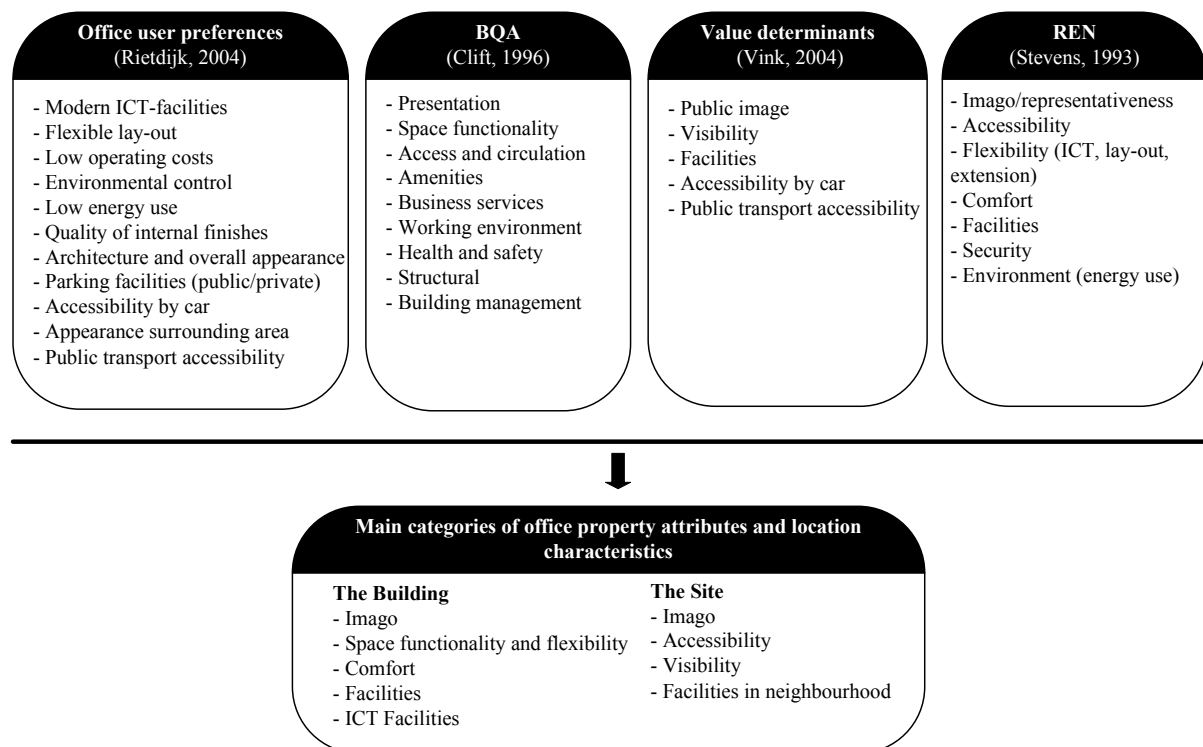 Office user preferences
(Rietdijk, 2004)
- Modern ICT-facilities
- Flexible lay-out
- Low operating costs
- Environmental control
- Low energy use
- Quality of internal finishes
- Architecture and overall appearance
- Parking facilities (public/private)
- Accessibility by car
- Appearance surrounding area
- Public transport accessibility
BQA
(Clift, 1996)
- Presentation
- Space functionality
- Access and circulation
- Amenities
- Business services
- Working environment
- Health and safety
- Structural
- Building management
Value determinants
(Vink, 2004)
- Public image
- Visibility
- Facilities
- Accessibility by car
- Public transport accessibility
REN
(Stevens, 1993)
- Imago/representativeness
- Accessibility
- Flexibility (ICT, lay-out,
extension)
- Comfort
- Facilities
- Security
- Environment (energy use)
Main categories of office property attributes and location
characteristics
The Building
- Imago
- Space functionality and flexibility
- Comfort
- Facilities
- ICT Facilities
The Site
- Imago
- Accessibility
- Visibility
- Facilities in neighbourhood